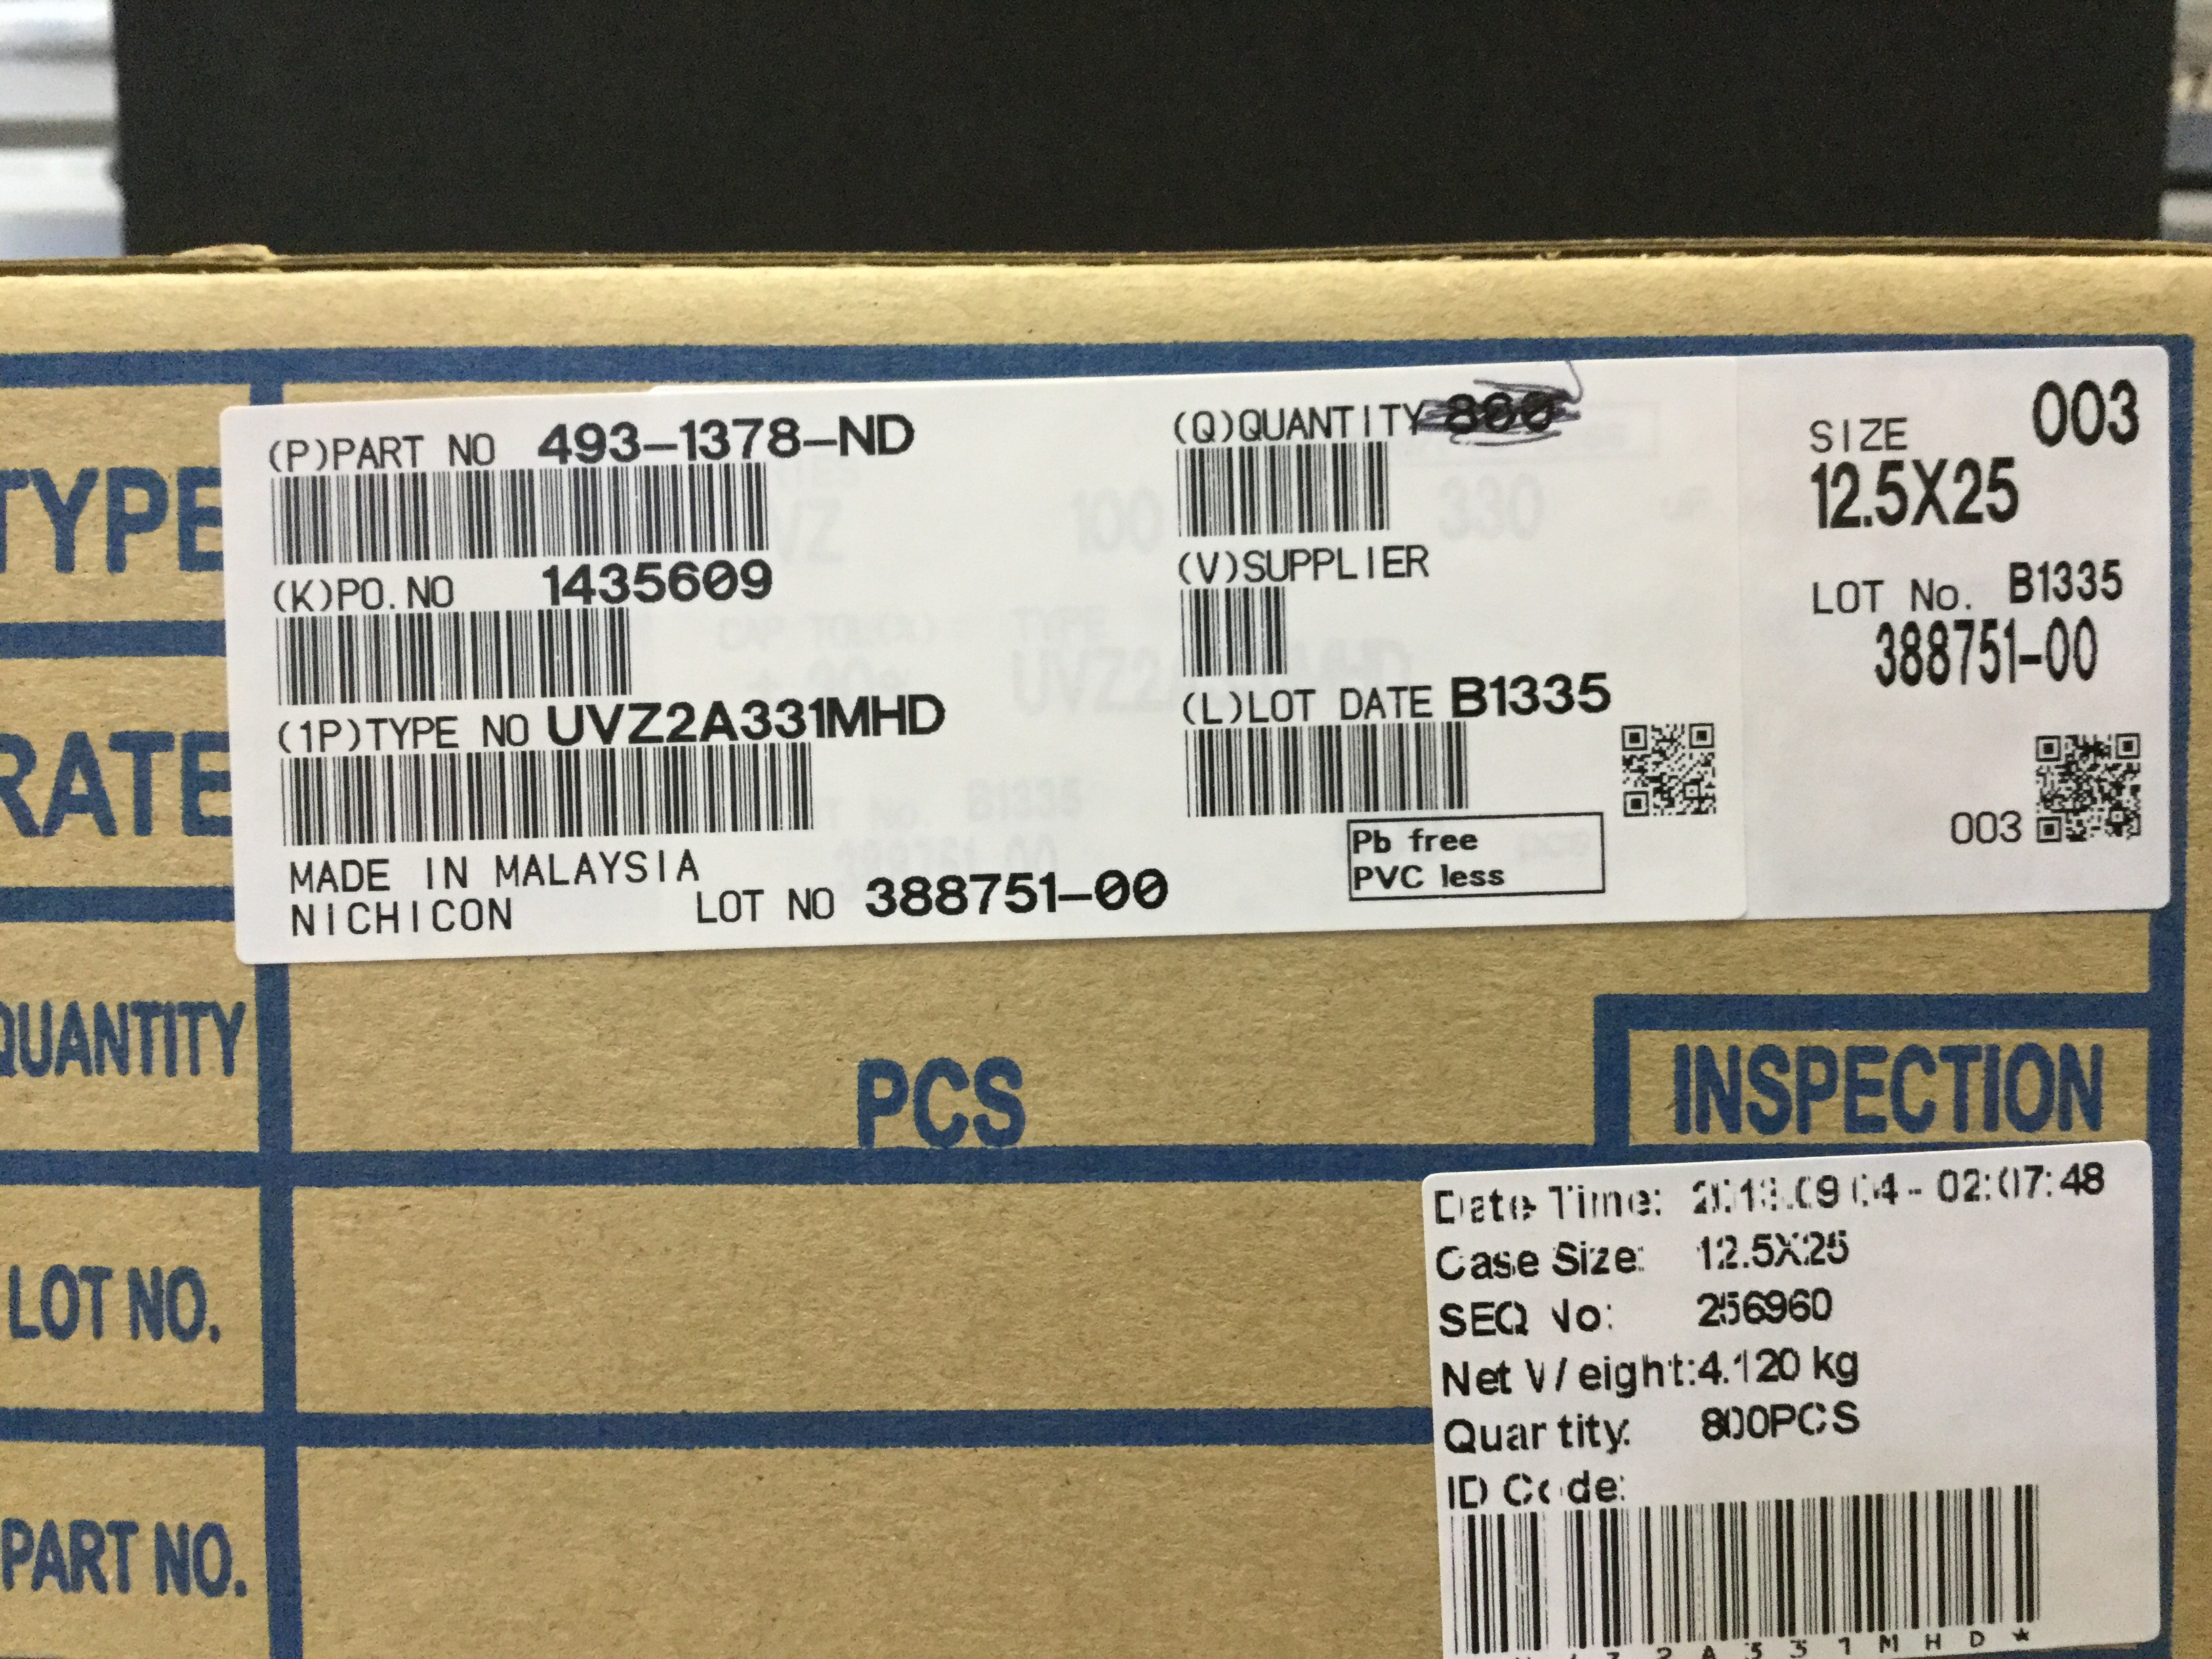 TYPE
RATE
QUANTITY
PCS
INSPECTION
LOT NO.
PART NO.
(P)PART NO 493-1378-ND
(K)PO.NO 1435609
(1P)TYPE NO UVZ2A331MHD
MADE IN MALAYSIA
NICHICON
LOT NO 388751-00
(Q)QUANTITY 800
(V)SUPPLIER
(L)LOT DATE B1335
Pb free
PVC less
003
SIZE
12.5X25
LOT No. B1335
388751-00
003
Date Time: 2013.09.04 - 02:07:48
Case Size: 12.5X25
SEQ No: 256960
Net Weight:4.120 kg
Quantity: 800PCS
ID Code:
Z2A331MHD*